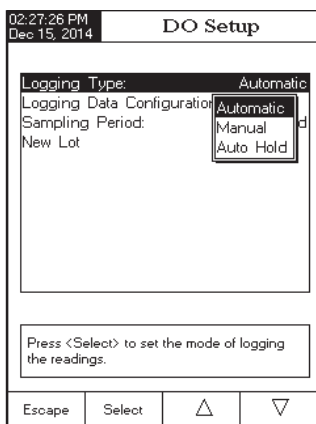 02:27:26 PM
Dec 15, 2014
DO Setup
Logging Type: Automatic
Logging Data Configuration
Automatic
Sampling Period:
Manual
New Lot
Auto Hold
Press <Select> to set the mode of logging
the readings.
Escape Select